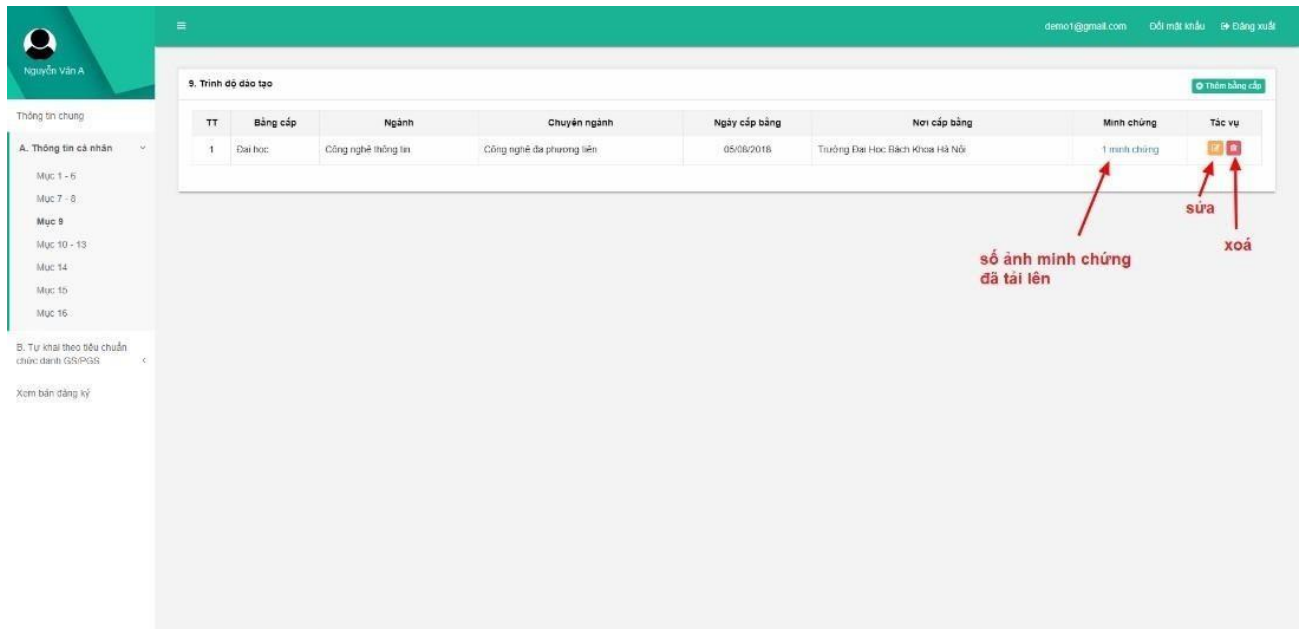 demo1@gmail.com Đổi mật khẩu Đăng xuất
Nguyễn Văn A
9. Trình độ đào tạo
Thêm bằng cấp
Thông tin chung
A. Thông tin cá nhân
Mục 1 - 6
Mục 7 - 8
Mục 9
Mục 10 - 13
Mục 14
Mục 15
Mục 16
B. Tự khai theo tiêu chuẩn
chức danh GS/PGS
Xem bản đăng ký
TT Bằng cấp Ngành Chuyên ngành Ngày cấp bằng Nơi cấp bằng Minh chứng Tác vụ
1 Đại học Công nghệ thông tin Công nghệ đa phương tiên 05/08/2018 Trường Đại Học Bách Khoa Hà Nội 1 minh chứng
sửa
xoá
số ảnh minh chứng
đã tải lên